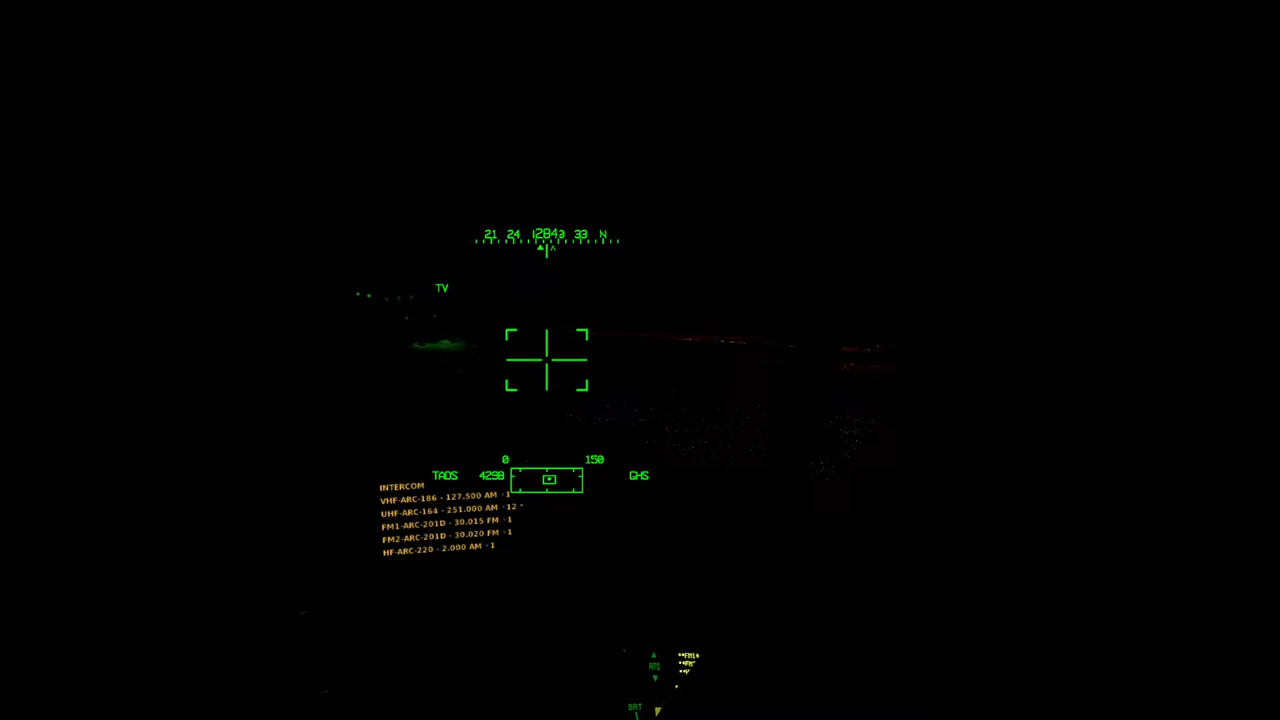 21 24 284 33 N
TV
0 150
TADS 4298 GHS
INTERCOM
VHF-ARC-186 - 127.500 AM - 1
UHF-ARC-164 - 251.000 AM - 12 *
FM1-ARC-201D - 30.015 FM - 1
FM2-ARC-201D - 30.020 FM - 1
HF-ARC-220 - 2.000 AM - 1
**FM1*
RTS
BRT